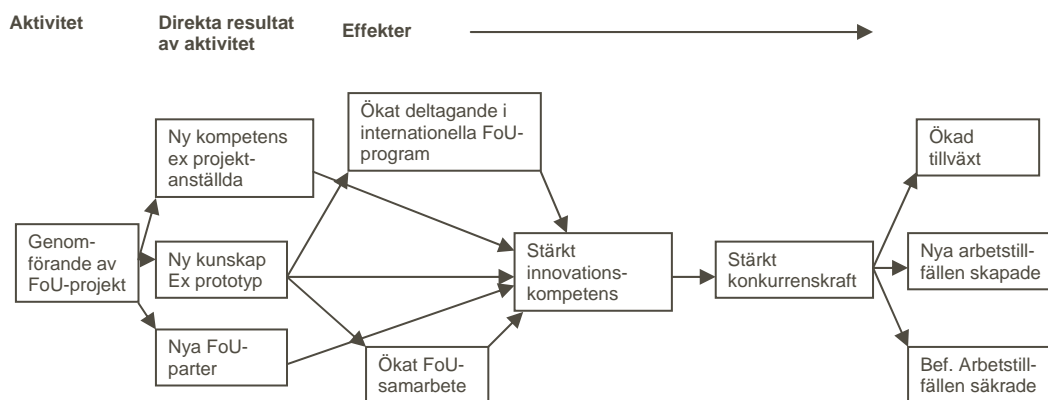 Aktivitet
Direkta resultat
av aktivitet
Effekter
Ökat deltagande i
internationella FoU-
program
Ny kompetens
ex projekt-
anställda
Ökad
tillväxt
Genom-
förande av
FoU-projekt
Ny kunskap
Ex prototyp
Stärkt
innovations-
kompetens
Stärkt
konkurrenskraft
Nya arbetstill-
fällen skapade
Nya FoU-
parter
Ökat FoU-
samarbete
Bef. Arbetstill-
fällen säkrade